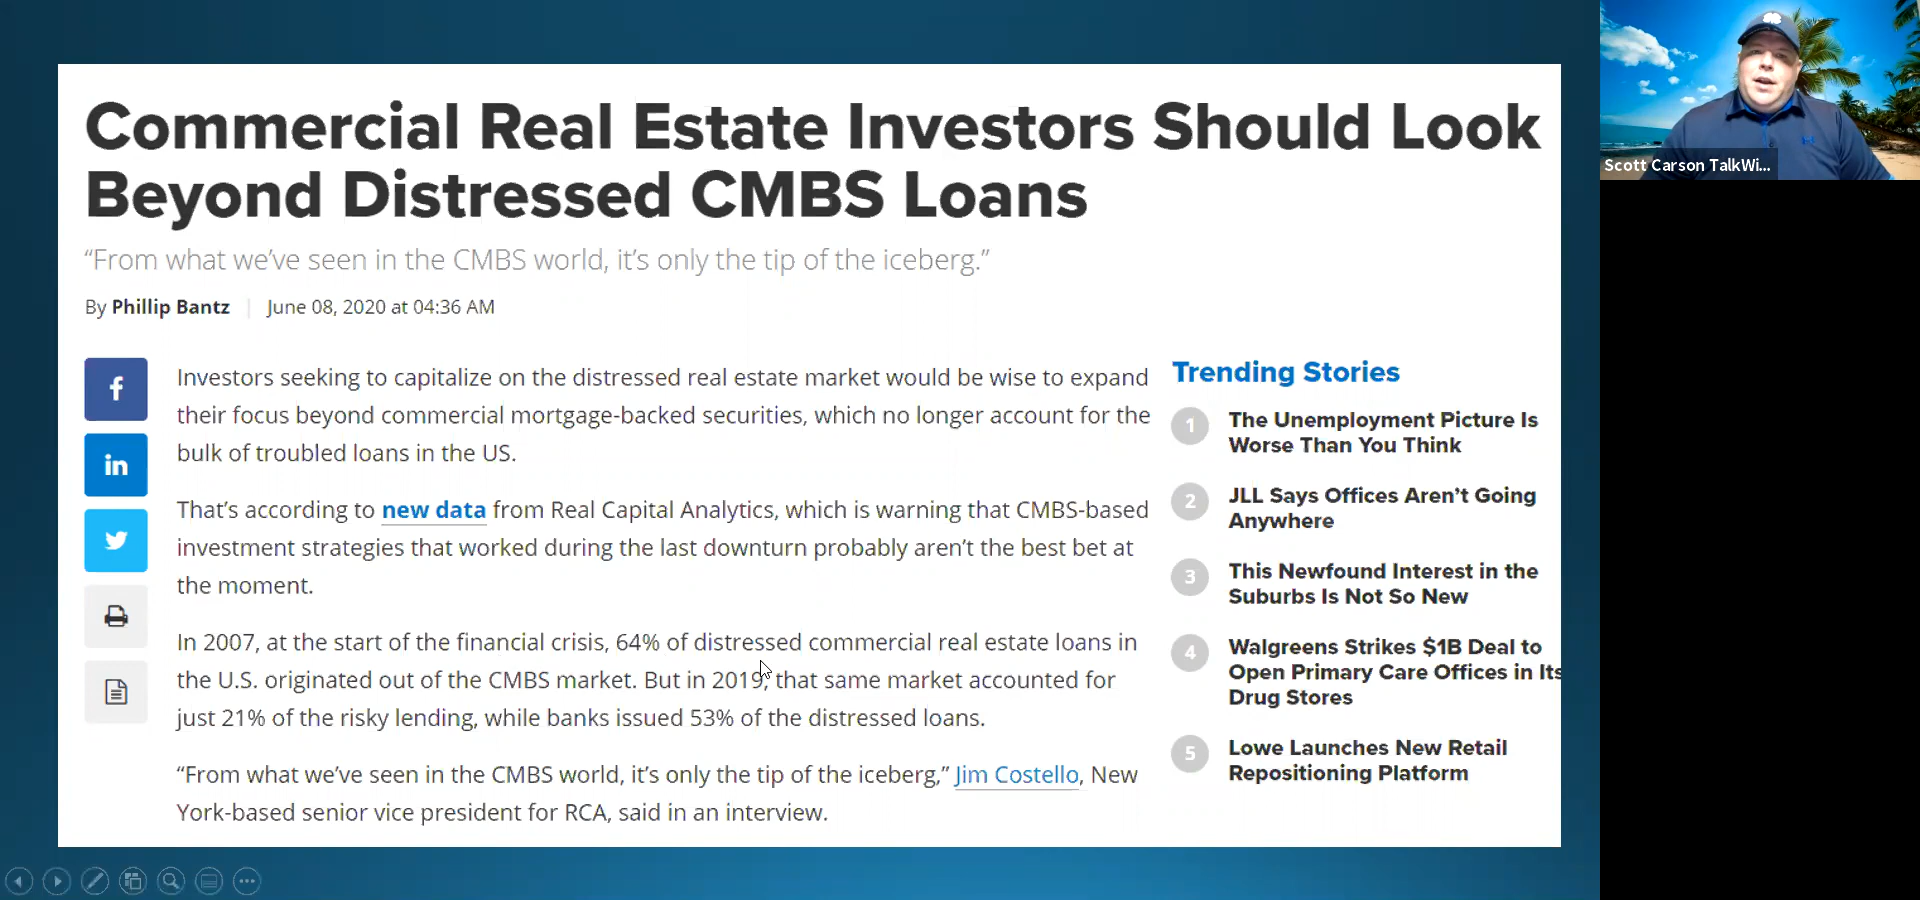 Commercial Real Estate Investors Should Look
Beyond Distressed CMBS Loans
“From what we’ve seen in the CMBS world, it’s only the tip of the iceberg.”
By Phillip Bantz | June 08, 2020 at 04:36 AM
f
in
Investors seeking to capitalize on the distressed real estate market would be wise to expand
their focus beyond commercial mortgage-backed securities, which no longer account for the
bulk of troubled loans in the US.
That’s according to new data from Real Capital Analytics, which is warning that CMBS-based
investment strategies that worked during the last downturn probably aren’t the best bet at
the moment.
In 2007, at the start of the financial crisis, 64% of distressed commercial real estate loans in
the U.S. originated out of the CMBS market. But in 2019, that same market accounted for
just 21% of the risky lending, while banks issued 53% of the distressed loans.
“From what we’ve seen in the CMBS world, it’s only the tip of the iceberg,” Jim Costello, New
York-based senior vice president for RCA, said in an interview.
Trending Stories
1 The Unemployment Picture Is
Worse Than You Think
2 JLL Says Offices Aren’t Going
Anywhere
3 This Newfound Interest in the
Suburbs Is Not So New
4 Walgreens Strikes $1B Deal to
Open Primary Care Offices in Its
Drug Stores
5 Lowe Launches New Retail
Repositioning Platform
Scott Carson TalkWi...